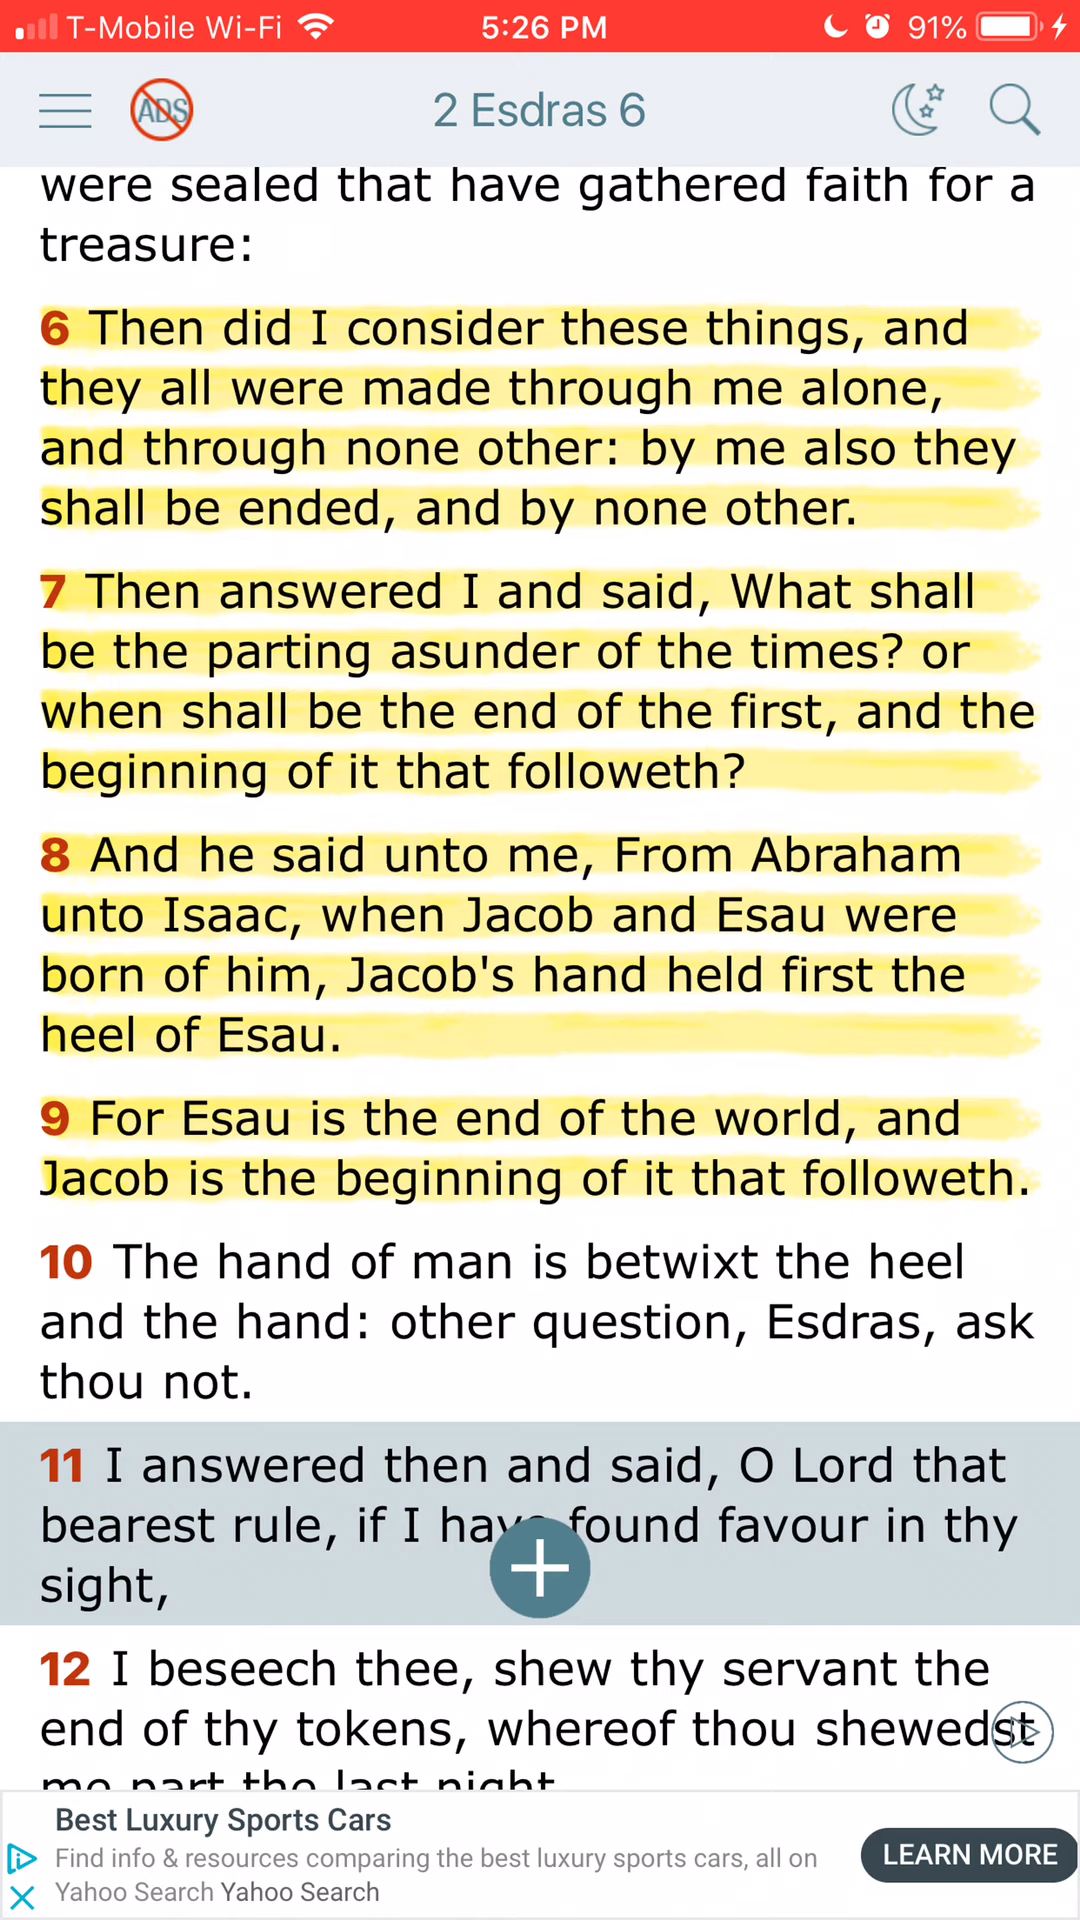 T-Mobile Wi-Fi 5:26 PM 91%
ADS 2 Esdras 6
were sealed that have gathered faith for a
treasure:
6 Then did I consider these things, and
they all were made through me alone,
and through none other: by me also they
shall be ended, and by none other.
7 Then answered I and said, What shall
be the parting asunder of the times? or
when shall be the end of the first, and the
beginning of it that followeth?
8 And he said unto me, From Abraham
unto Isaac, when Jacob and Esau were
born of him, Jacob's hand held first the
heel of Esau.
9 For Esau is the end of the world, and
Jacob is the beginning of it that followeth.
10 The hand of man is betwixt the heel
and the hand: other question, Esdras, ask
thou not.
11 I answered then and said, O Lord that
bearest rule, if I have found favour in thy
sight,
12 I beseech thee, shew thy servant the
end of thy tokens, whereof thou shewedst
me part the last night
Best Luxury Sports Cars
Find info & resources comparing the best luxury sports cars, all on
Yahoo Search Yahoo Search
LEARN MORE